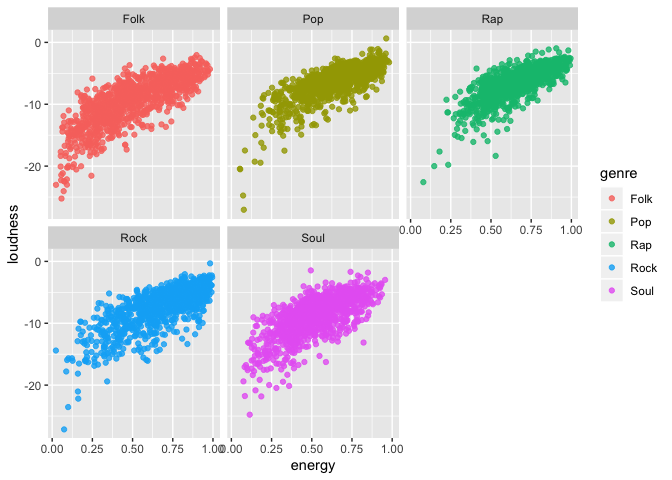 Folk Pop Rap
0
-10
-20
0.00 0.25 0.50 0.75 1.00
genre
Folk
Pop
Rap
Rock
Soul
loudness
Rock Soul
0
-10
-20
0.00 0.25 0.50 0.75 1.00 0.00 0.25 0.50 0.75 1.00
energy